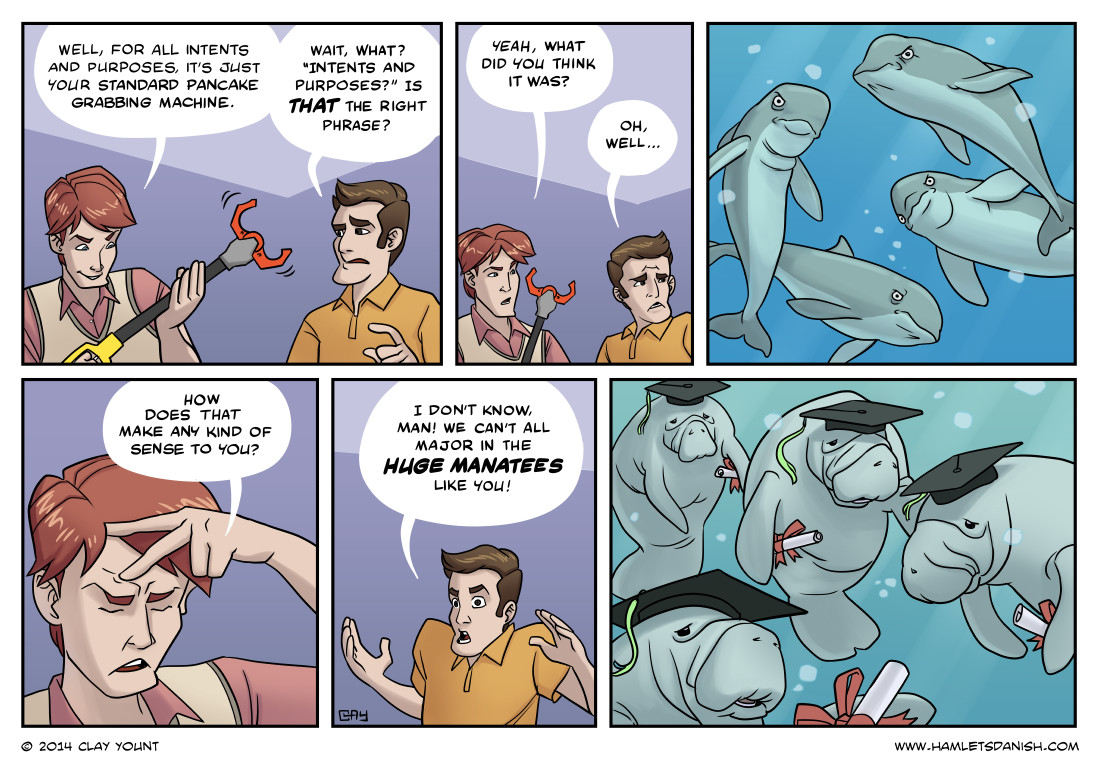 WELL, FOR ALL INTENTS
AND PURPOSES, IT'S JUST
YOUR STANDARD PANCAKE
GRABBING MACHINE.
WAIT, WHAT?
"INTENTS AND
PURPOSES?" IS
THAT THE RIGHT
PHRASE?
YEAH, WHAT
DID YOU THINK
IT WAS?
OH,
WELL...
HOW
DOES THAT
MAKE ANY KIND OF
SENSE TO YOU?
I DON'T KNOW,
MAN! WE CAN'T ALL
MAJOR IN THE
HUGE MANATEES
LIKE YOU!
CLAY
© 2014 CLAY YOUNT
WWW.HAMLETSDANISH.COM